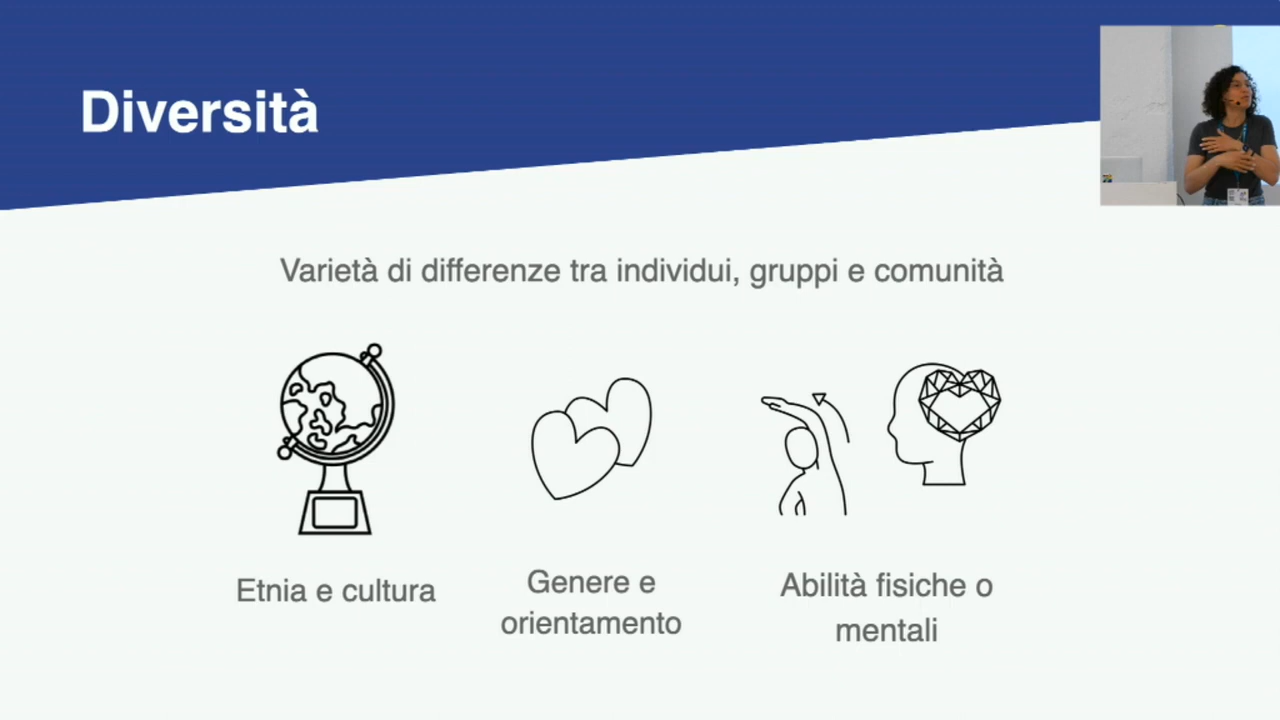 Diversità
Varietà di differenze tra individui, gruppi e comunità
Etnia e cultura
Genere e
orientamento
Abilità fisiche o
mentali